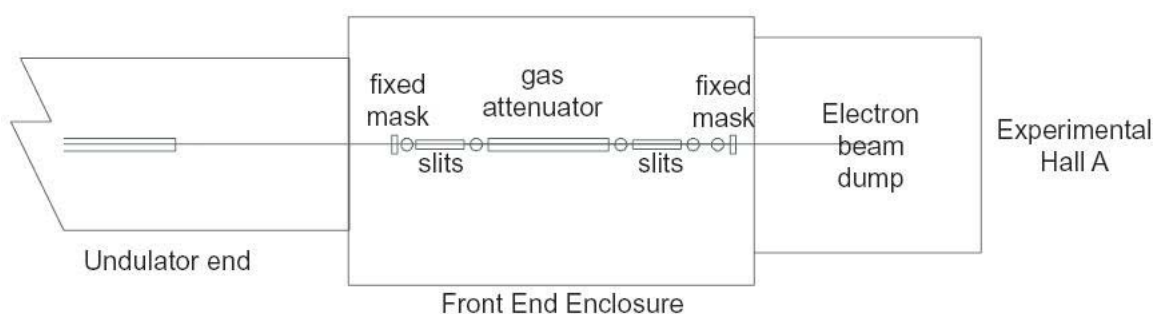 fixed
mask
gas
attenuator
fixed
mask
slits
slits
Electron
beam
dump
Experimental
Hall A
Undulator end
Front End Enclosure